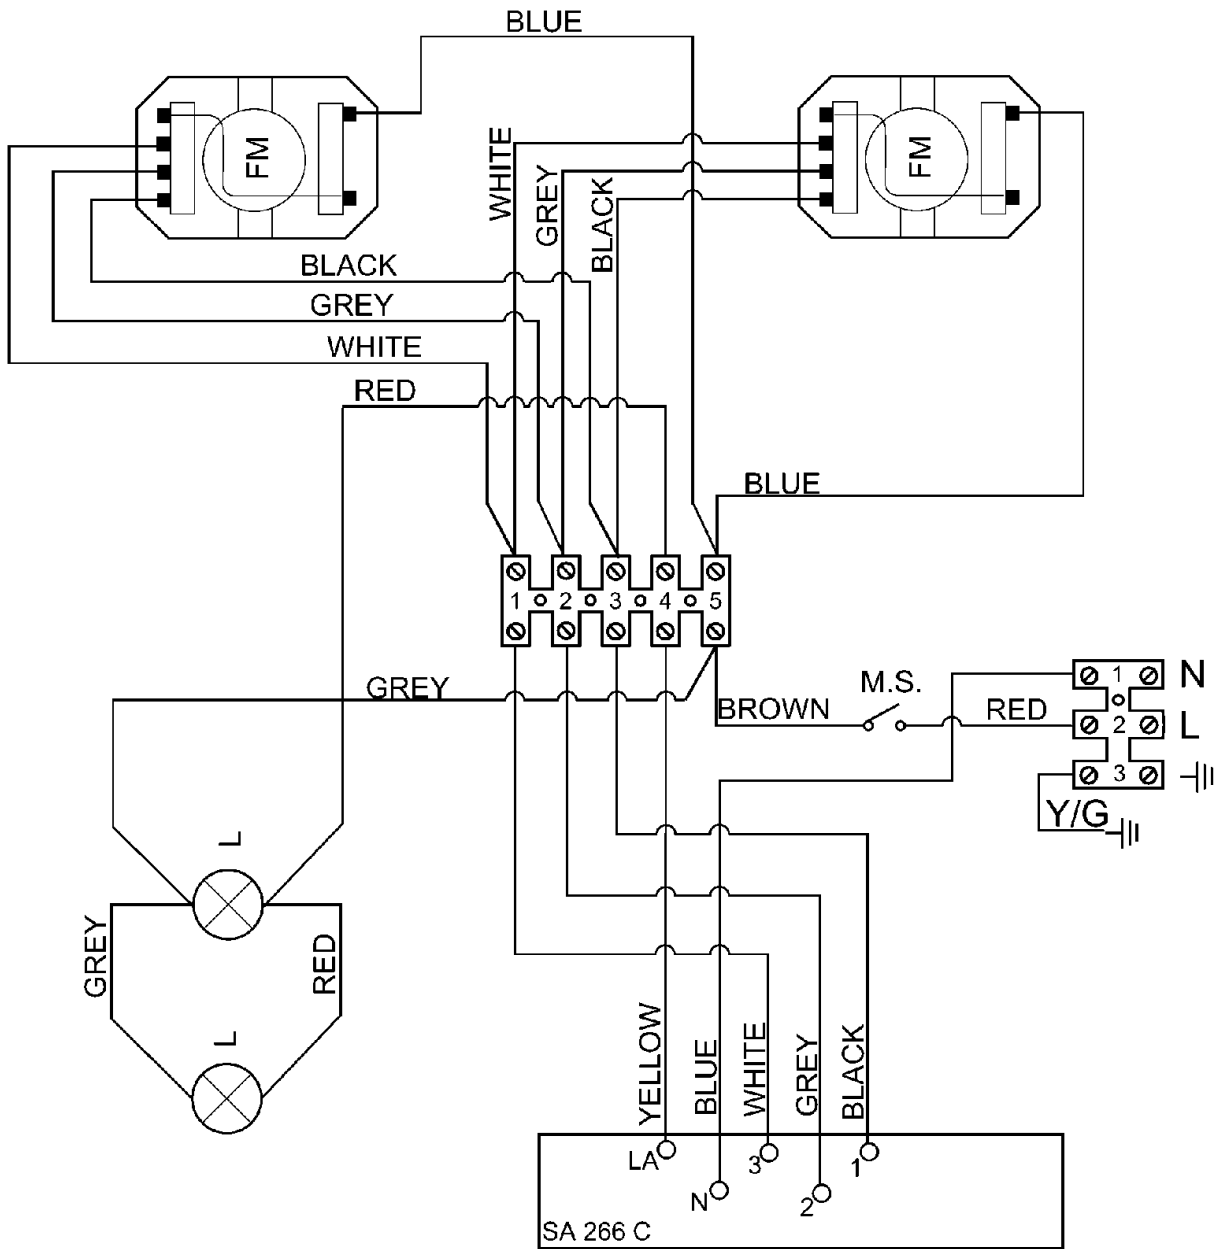 BLUE
FM
FM
WHITE
GREY
BLACK
BLACK
GREY
WHITE
RED
BLUE
1 2 3 4 5
GREY
M.S.
BROWN
RED
1 N
2 L
3
Y/G
L
GREY
RED
L
YELLOW
BLUE
WHITE
GREY
BLACK
LA
3
1
N
2
SA 266 C